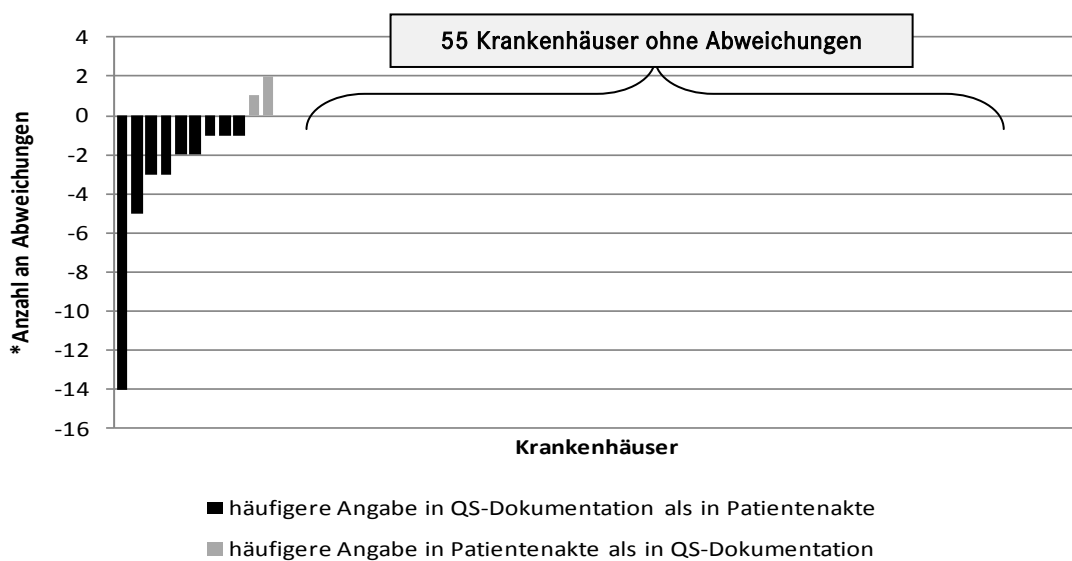 55 Krankenhäuser ohne Abweichungen
4
2
0
-2
-4
-6
-8
-10
-12
-14
-16
*Anzahl an Abweichungen
Krankenhäuser
häufigere Angabe in QS-Dokumentation als in Patientenakte
häufigere Angabe in Patientenakte als in QS-Dokumentation